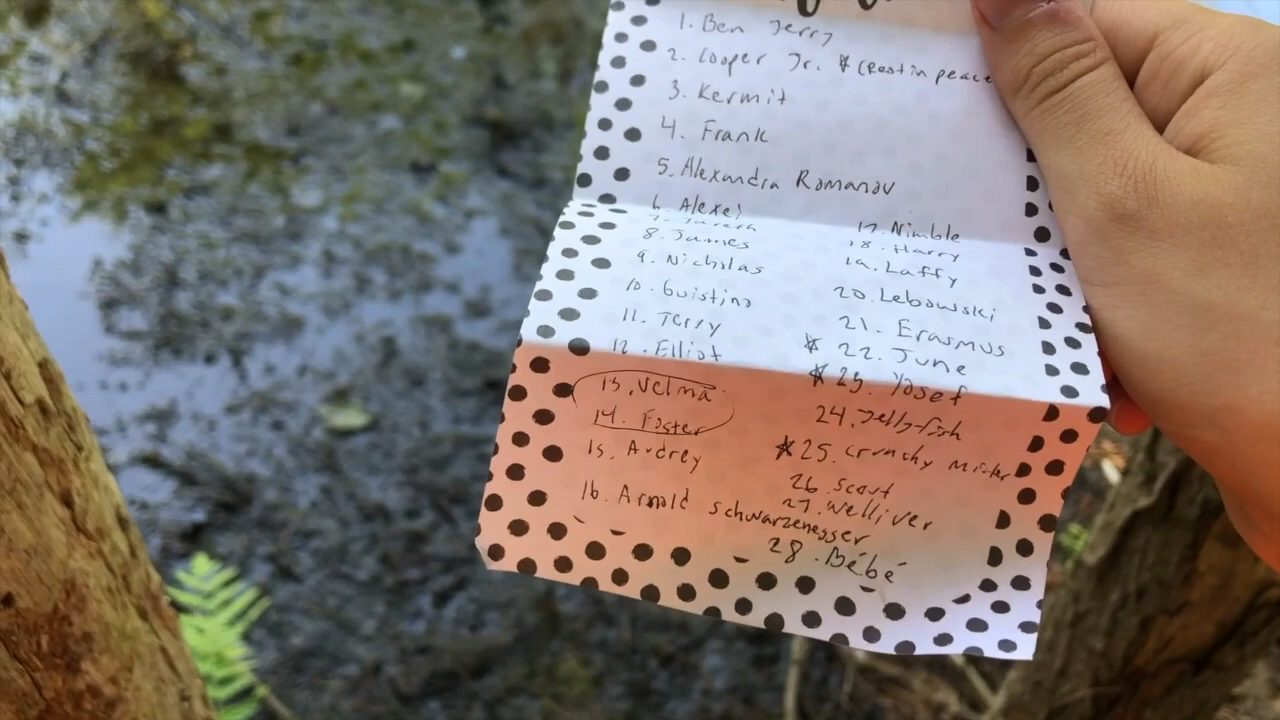 1. Ben Jerry
2. Cooper Jr. * (Rest in peace
3. Kermit
4. Frank
5. Alexandra Romanov
6. Alexei
8. James
9. Nicholas
10. Guistino
11. Terry
12. Elliot
13. Velma
14. Foster
15. Audrey
16. Arnold Schwarzenegger
17. Nimble
18. Harry
19. Laffy
20. Lebowski
21. Erasmus
* 22. June
* 23. Yosef
24. Jelly-fish
* 25. Crunchy Mister
26. Scout
27. Welliver
28. Bébé